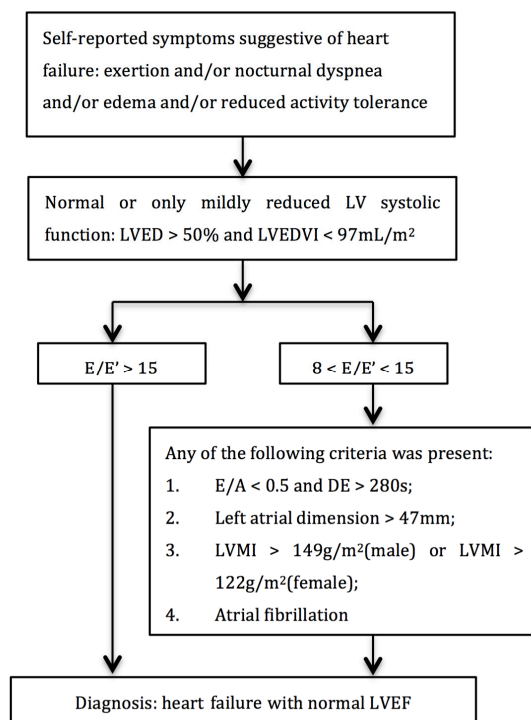 Self-reported symptoms suggestive of heart
failure: exertion and/or nocturnal dyspnea
and/or edema and/or reduced activity tolerance
Normal or only mildly reduced LV systolic
function: LVED > 50% and LVEDVI < 97mL/m²
E/E' > 15
8 < E/E' < 15
Any of the following criteria was present:
1. E/A < 0.5 and DE > 280s;
2. Left atrial dimension > 47mm;
3. LVMI > 149g/m²(male) or LVMI >
122g/m²(female);
4. Atrial fibrillation
Diagnosis: heart failure with normal LVEF